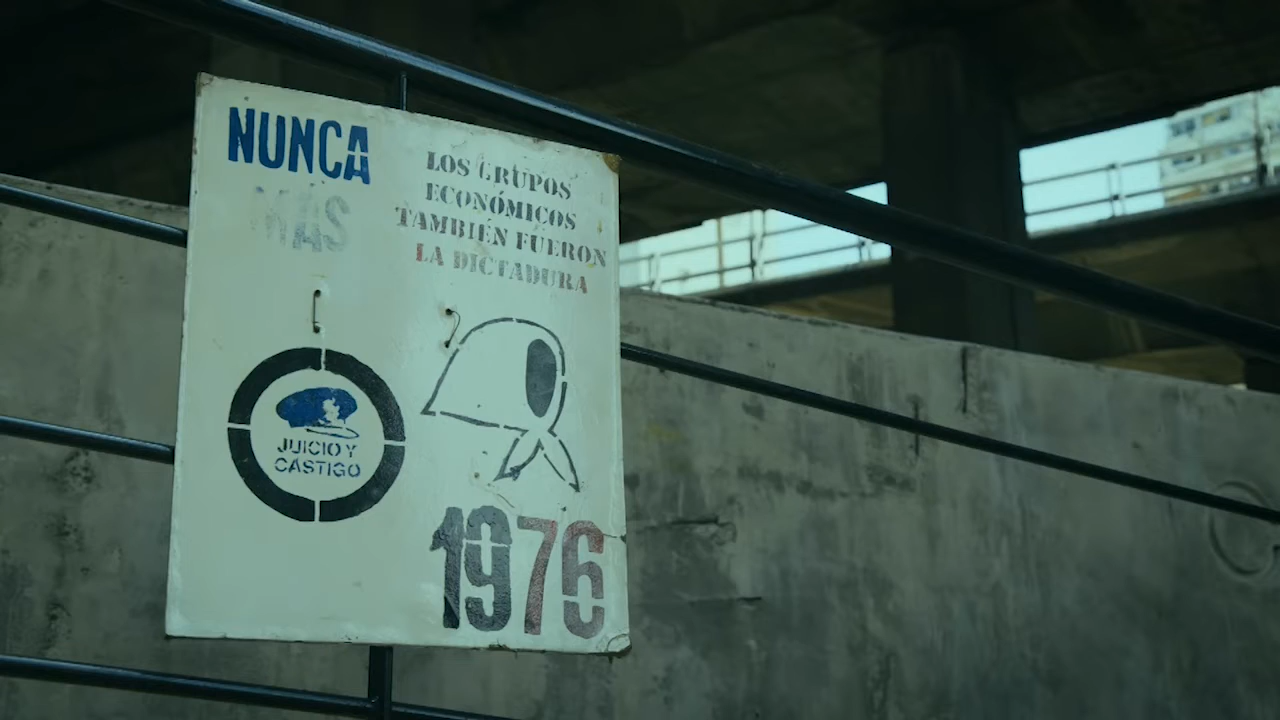 NUNCA
MÁS
LOS GRUPOS
ECONÓMICOS
TAMBIÉN FUERON
LA DICTADURA
JUICIO Y
CASTIGO
1976